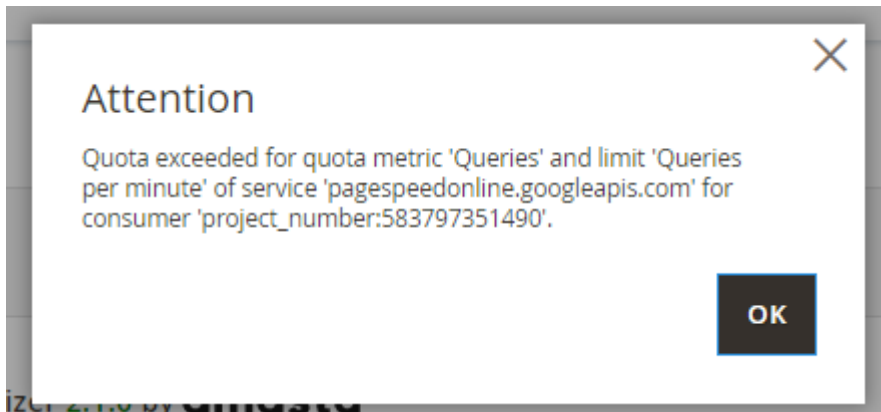 Attention
Quota exceeded for quota metric 'Queries' and limit 'Queries
per minute' of service 'pagespeedonline.googleapis.com' for
consumer 'project_number:583797351490'.
OK